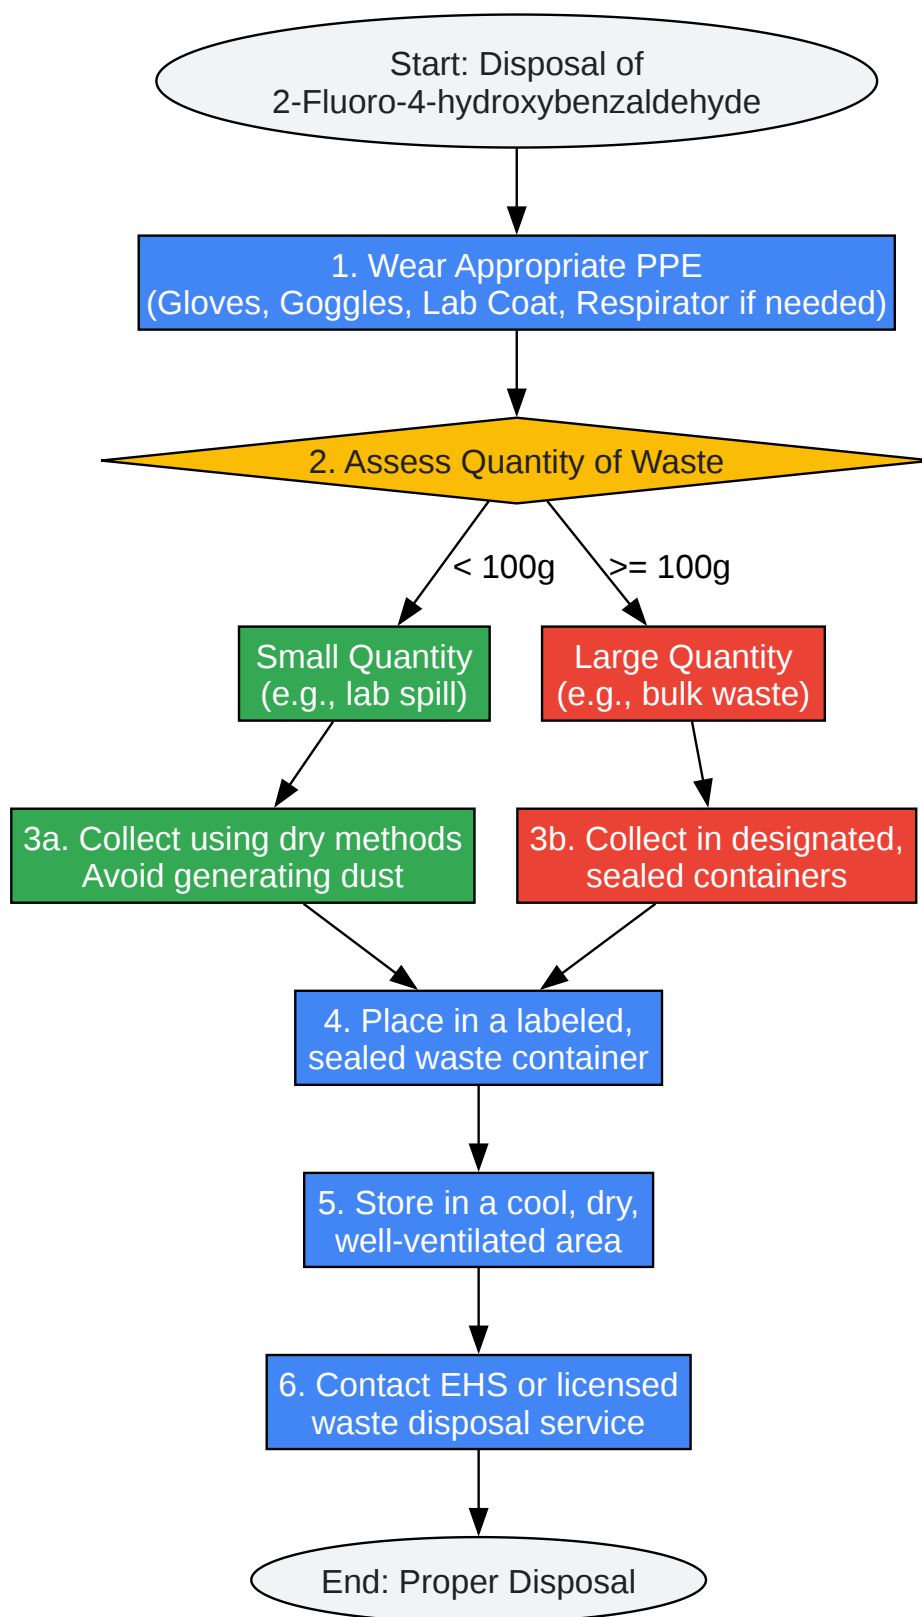 Start: Disposal of
2-Fluoro-4-hydroxybenzaldehyde
1. Wear Appropriate PPE
(Gloves, Goggles, Lab Coat, Respirator if needed)
2. Assess Quantity of Waste
< 100g
>= 100g
Small Quantity
(e.g., lab spill)
Large Quantity
(e.g., bulk waste)
3a. Collect using dry methods
Avoid generating dust
3b. Collect in designated,
sealed containers
4. Place in a labeled,
sealed waste container
5. Store in a cool, dry,
well-ventilated area
6. Contact EHS or licensed
waste disposal service
End: Proper Disposal